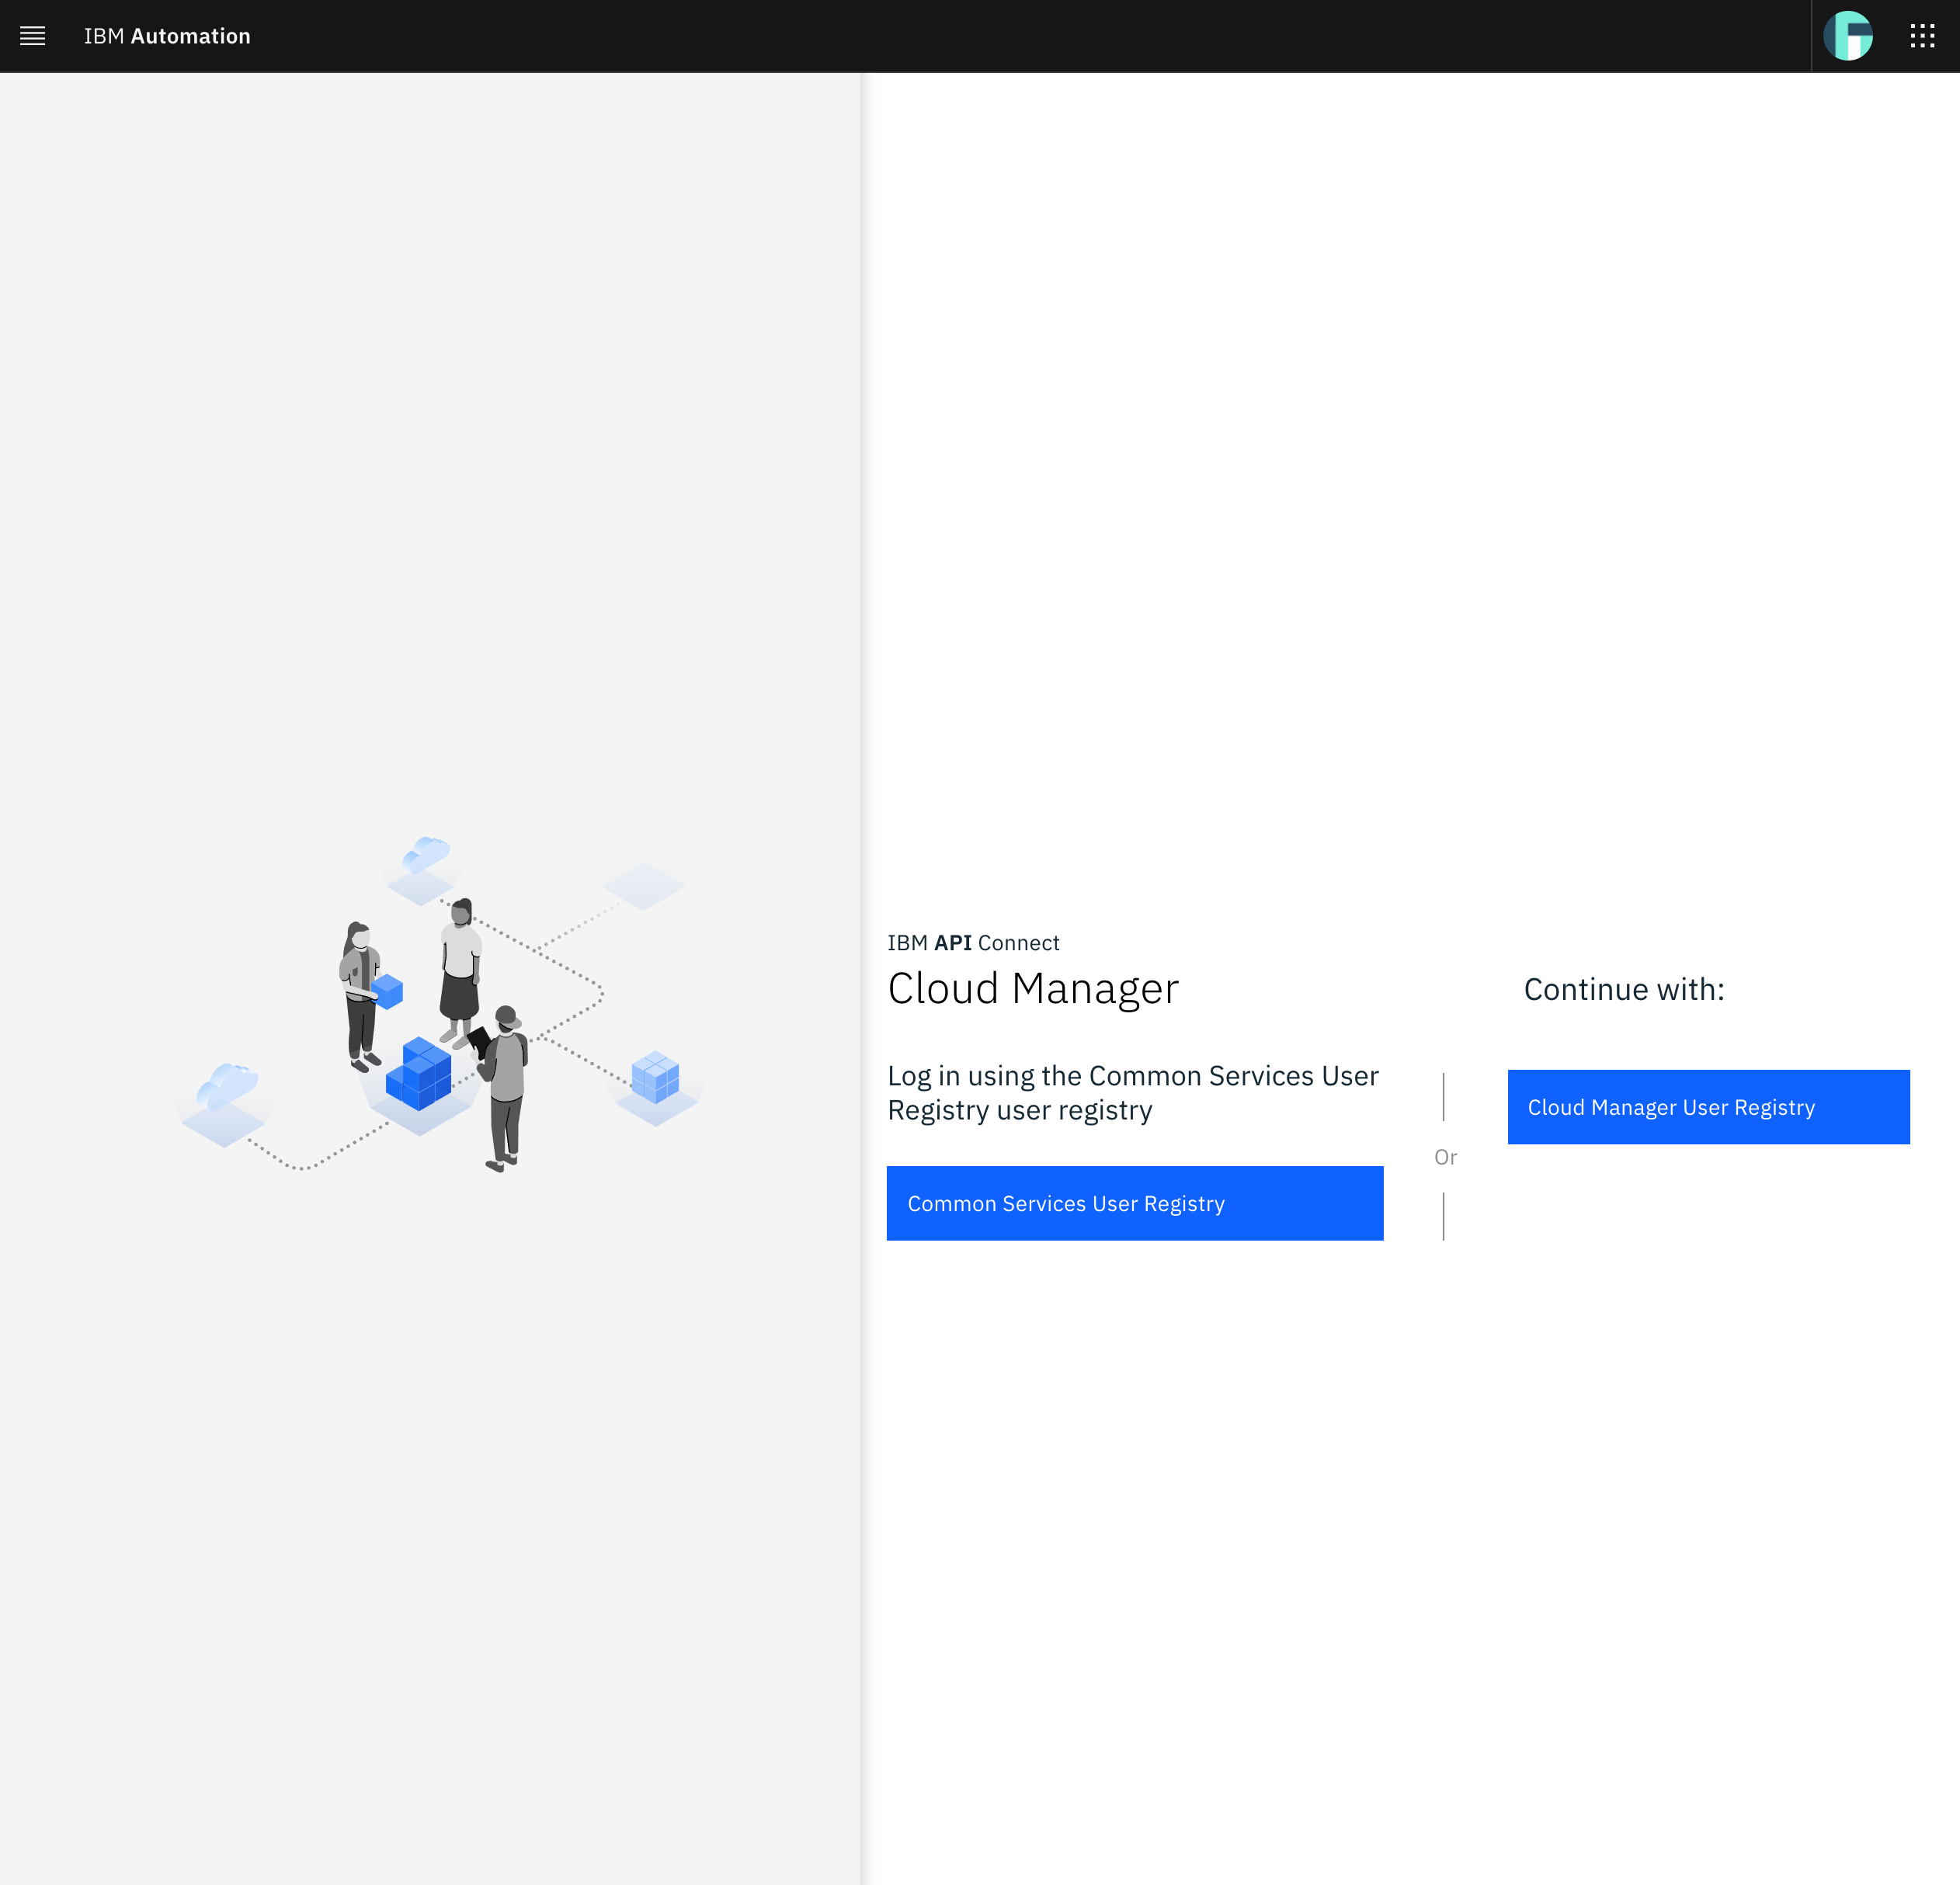 IBM Automation
IBM API Connect
Cloud Manager
Log in using the Common Services User
Registry user registry
Common Services User Registry
Or
Continue with:
Cloud Manager User Registry